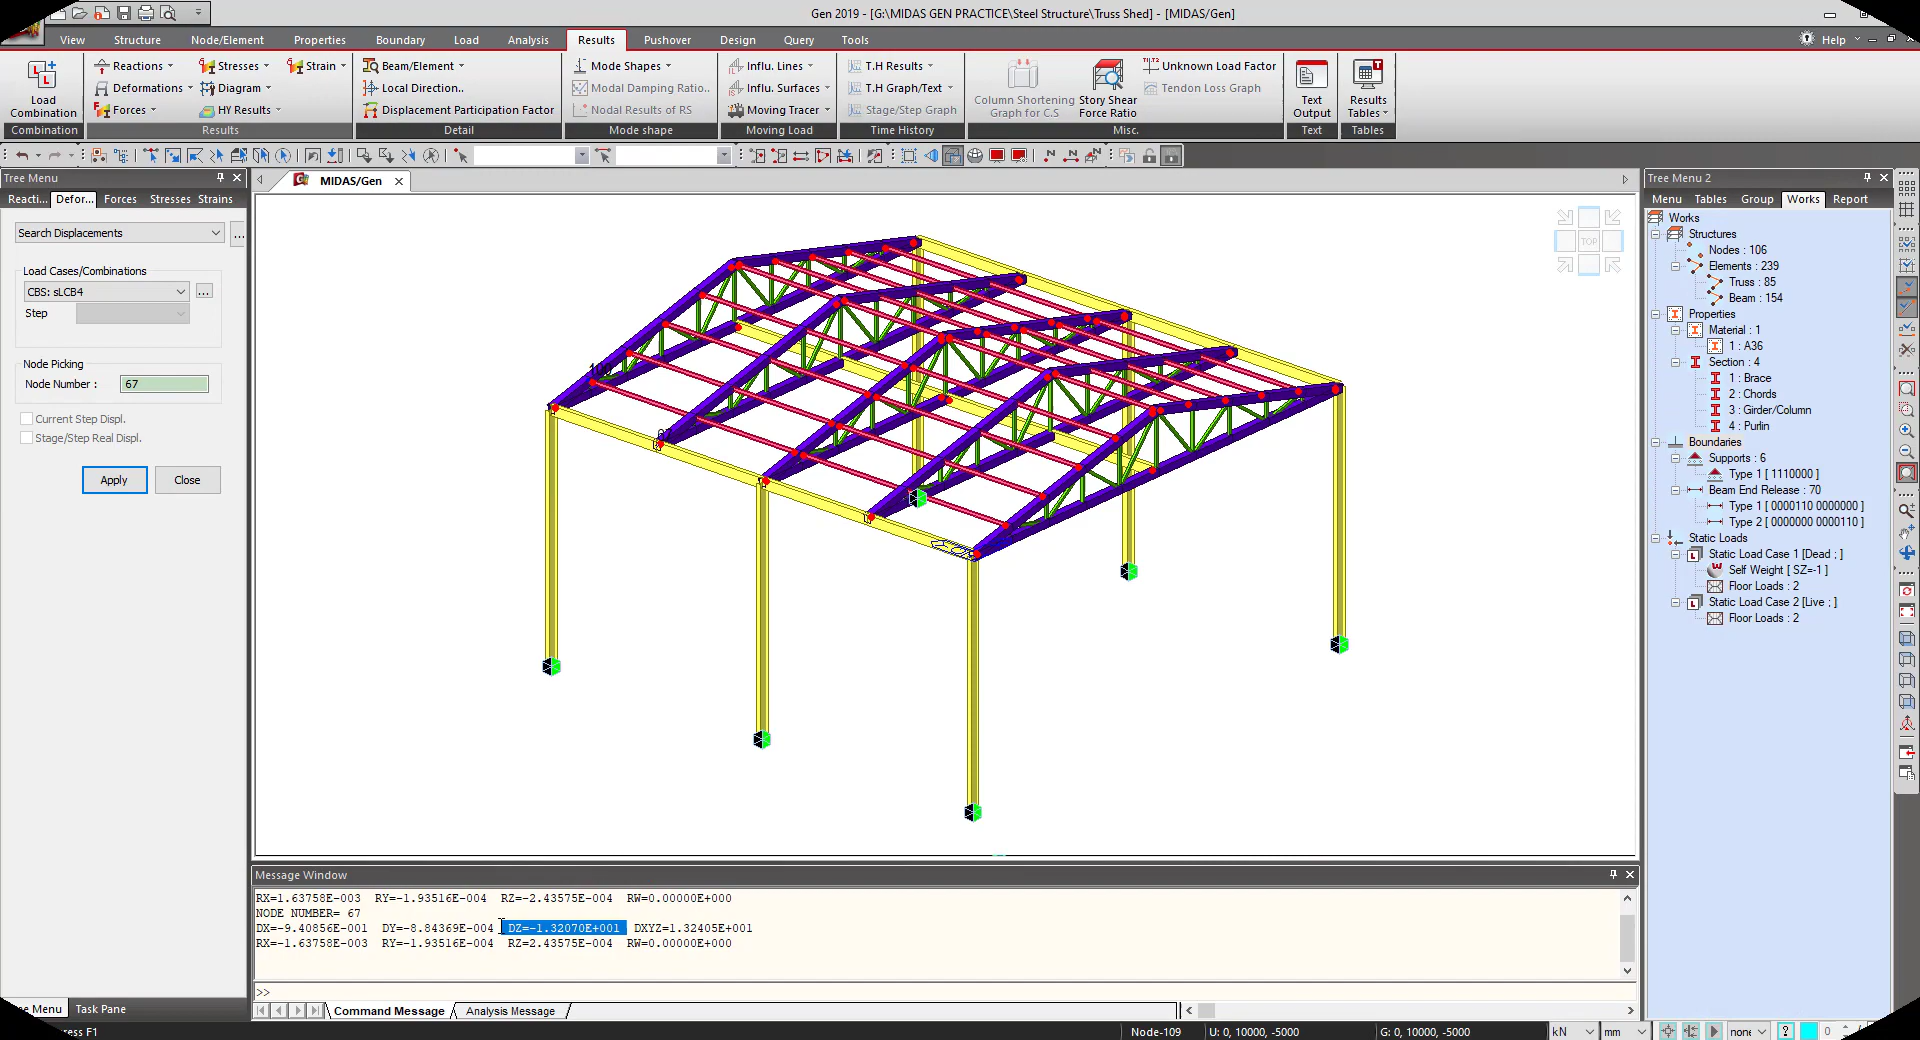 Gen 2019 - [G:\MIDAS GEN PRACTICE\Steel Structure\Truss Shed] - [MIDAS/Gen]
View Structure Node/Element Properties Boundary Load Analysis Results Pushover Design Query Tools Help
Load Combination
Combination
Reactions Stresses Strain
Deformations Diagram
Forces HY Results
Results
Beam/Element
Local Direction..
Displacement Participation Factor
Detail
Mode Shapes
Modal Damping Ratio..
Nodal Results of RS
Mode shape
Influ. Lines
Influ. Surfaces
Moving Tracer
Moving Load
T.H Results
T.H Graph/Text
Stage/Step Graph
Time History
Column Shortening Graph for C.S
Story Shear Force Ratio
Unknown Load Factor
Tendon Loss Graph
Misc.
Text Output
Text
Results Tables
Tables
Tree Menu
Reacti... Defor... Forces Stresses Strains
Search Displacements
...
Load Cases/Combinations
CBS: sLCB4
...
Step
Node Picking
Node Number : 67
Current Step Displ.
Stage/Step Real Displ.
Apply Close
Task Pane
MIDAS/Gen
TOP
Message Window
RX=1.63758E-003 RY=-1.93516E-004 RZ=-2.43575E-004 RW=0.00000E+000
NODE NUMBER= 67
DX=-9.40856E-001 DY=-8.84369E-004 DZ=-1.32070E+001 DXYZ=1.32405E+001
RX=-1.63758E-003 RY=-1.93516E-004 RZ=2.43575E-004 RW=0.00000E+000
>>
Command Message Analysis Message
Tree Menu 2
Menu Tables Group Works Report
Works
Structures
Nodes : 106
Elements : 239
Truss : 85
Beam : 154
Properties
Material : 1
1 : A36
Section : 4
1 : Brace
2 : Chords
3 : Girder/Column
4 : Purlin
Boundaries
Supports : 6
Type 1 [ 1110000 ]
Beam End Release : 70
Type 1 [ 0000110 0000000 ]
Type 2 [ 0000000 0000110 ]
Static Loads
Static Load Case 1 [Dead ; ]
Self Weight [ SZ=-1 ]
Floor Loads : 2
Static Load Case 2 [Live ; ]
Floor Loads : 2
Node-109 U: 0, 10000, -5000 G: 0, 10000, -5000 kN mm none ? 0